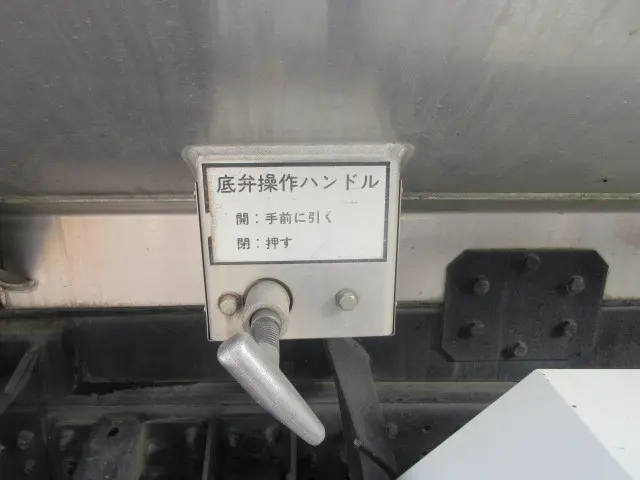 底弁操作ハンドル
開：手前に引く
閉：押す